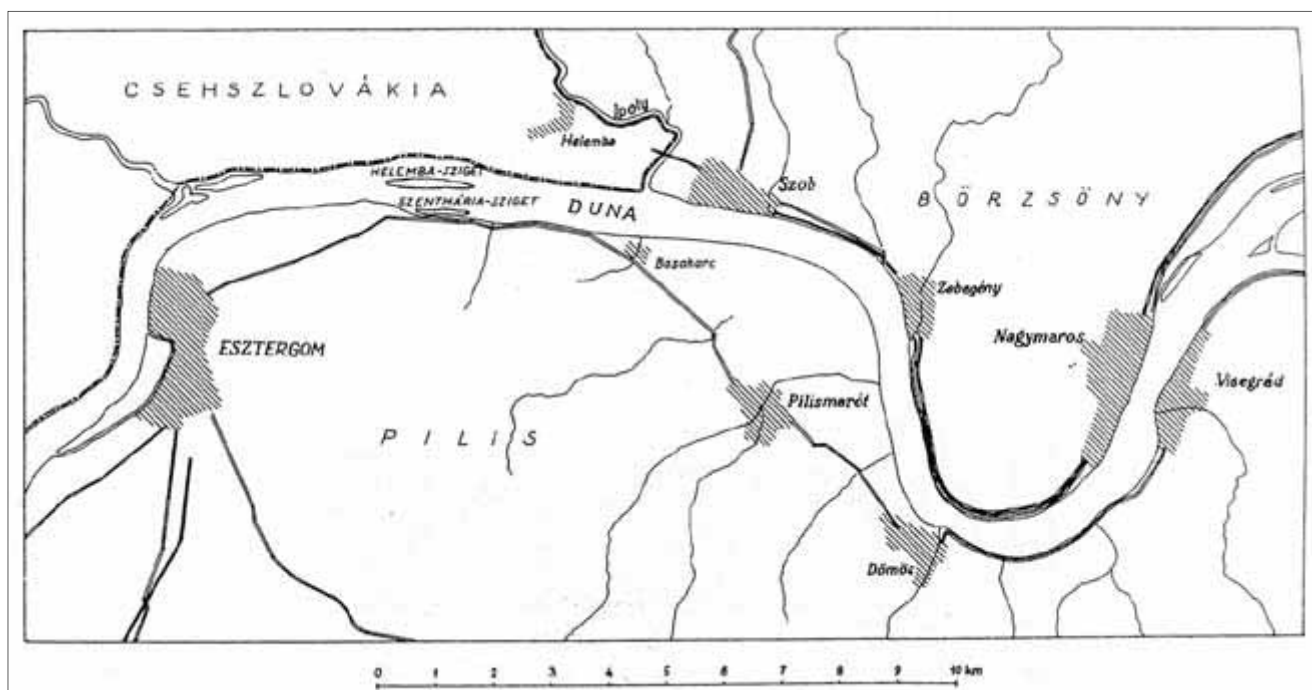 CSEHSZLOVÁKIA
Ipoly
Helemba
HELEMBA-SZIGET
SZENTMÁRIA-SZIGET
DUNA
Szob
BÖRZSÖNY
Basaharc
Zebegény
ESZTERGOM
Nagymaros
Visegrád
PILIS
Pilismarót
Dömös
0 1 2 3 4 5 6 7 8 9 10 km